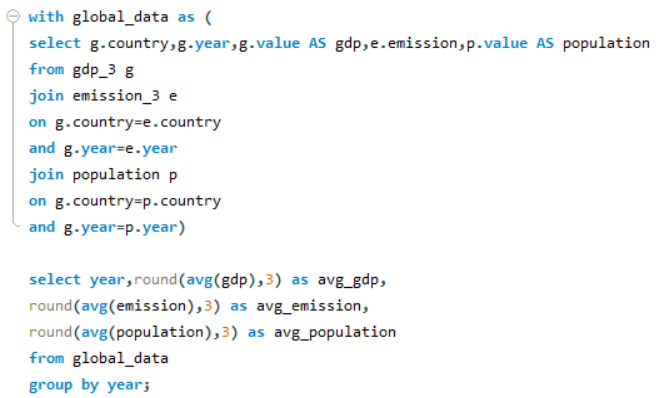 with global_data as (
select g.country,g.year,g.value AS gdp,e.emission,p.value AS population
from gdp_3 g
join emission_3 e
on g.country=e.country
and g.year=e.year
join population p
on g.country=p.country
and g.year=p.year)
select year,round(avg(gdp),3) as avg_gdp,
round(avg(emission),3) as avg_emission,
round(avg(population),3) as avg_population
from global_data
group by year;